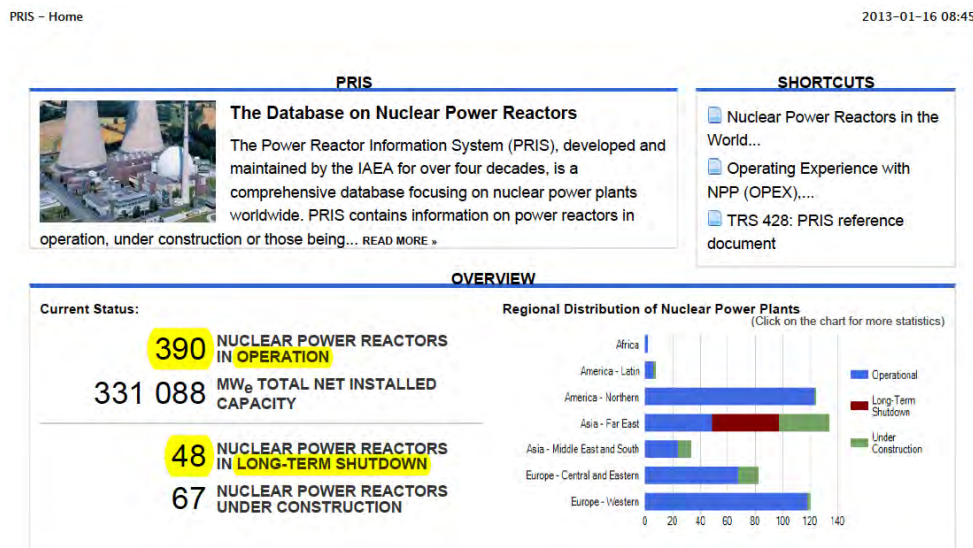 PRIS - Home
2013-01-16 08:45
PRIS
The Database on Nuclear Power Reactors
The Power Reactor Information System (PRIS), developed and
maintained by the IAEA for over four decades, is a
comprehensive database focusing on nuclear power plants
worldwide. PRIS contains information on power reactors in
operation, under construction or those being... READ MORE »
SHORTCUTS
Nuclear Power Reactors in the
World...
Operating Experience with
NPP (OPEX),...
TRS 428: PRIS reference
document
OVERVIEW
Current Status:
390 NUCLEAR POWER REACTORS
IN OPERATION
331 088 MWe TOTAL NET INSTALLED
CAPACITY
48 NUCLEAR POWER REACTORS
IN LONG-TERM SHUTDOWN
67 NUCLEAR POWER REACTORS
UNDER CONSTRUCTION
Regional Distribution of Nuclear Power Plants
(Click on the chart for more statistics)
Africa
America - Latin
America - Northern
Asia - Far East
Asia - Middle East and South
Europe - Central and Eastern
Europe - Western
0 20 40 60 80 100 120 140
Operational
Long-Term
Shutdown
Under
Construction